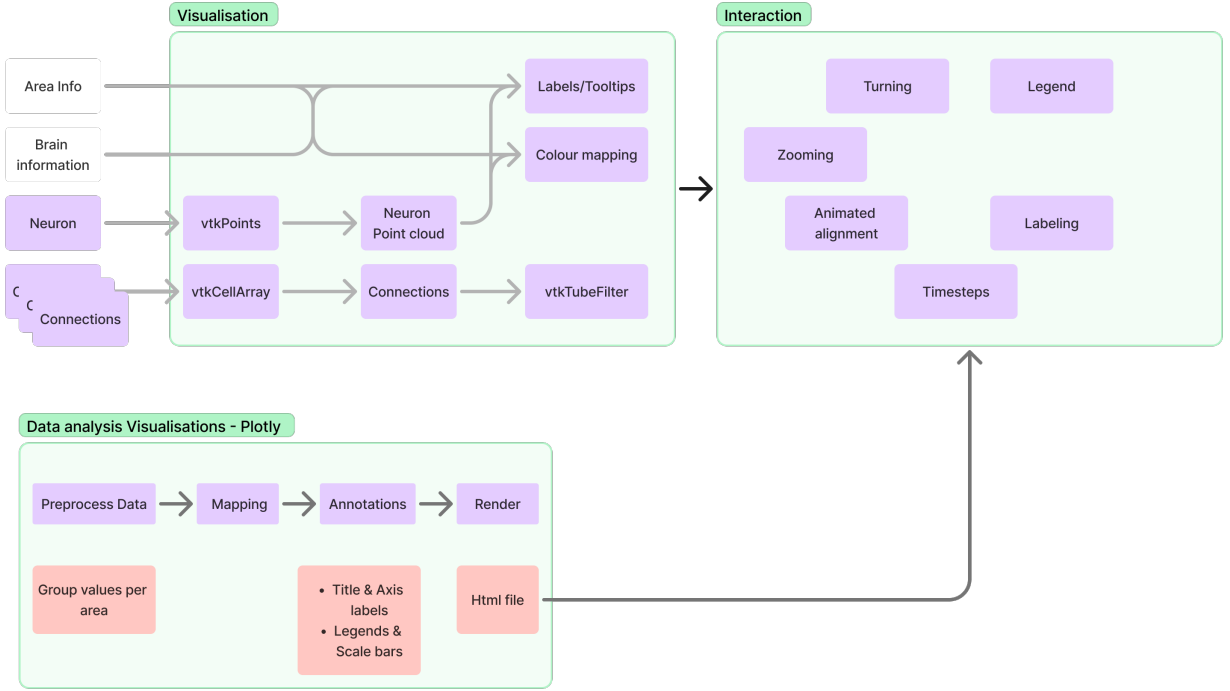 Visualisation
Interaction
Area Info
Labels/Tooltips
Turning
Legend
Brain
information
Colour mapping
Zooming
Neuron
vtkPoints
Neuron
Point cloud
Animated
alignment
Labeling
C
C
Connections
vtkCellArray
Connections
vtkTubeFilter
Timesteps
Data analysis Visualisations - Plotly
Preprocess Data
Mapping
Annotations
Render
Group values per
area
• Title & Axis
labels
• Legends &
Scale bars
Html file